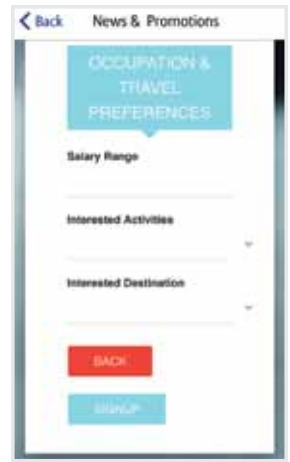 Back News & Promotions
OCCUPATION &
TRAVEL
PREFERENCES
Salary Range
Interested Activities
Interested Destination
BACK
SIGNUP